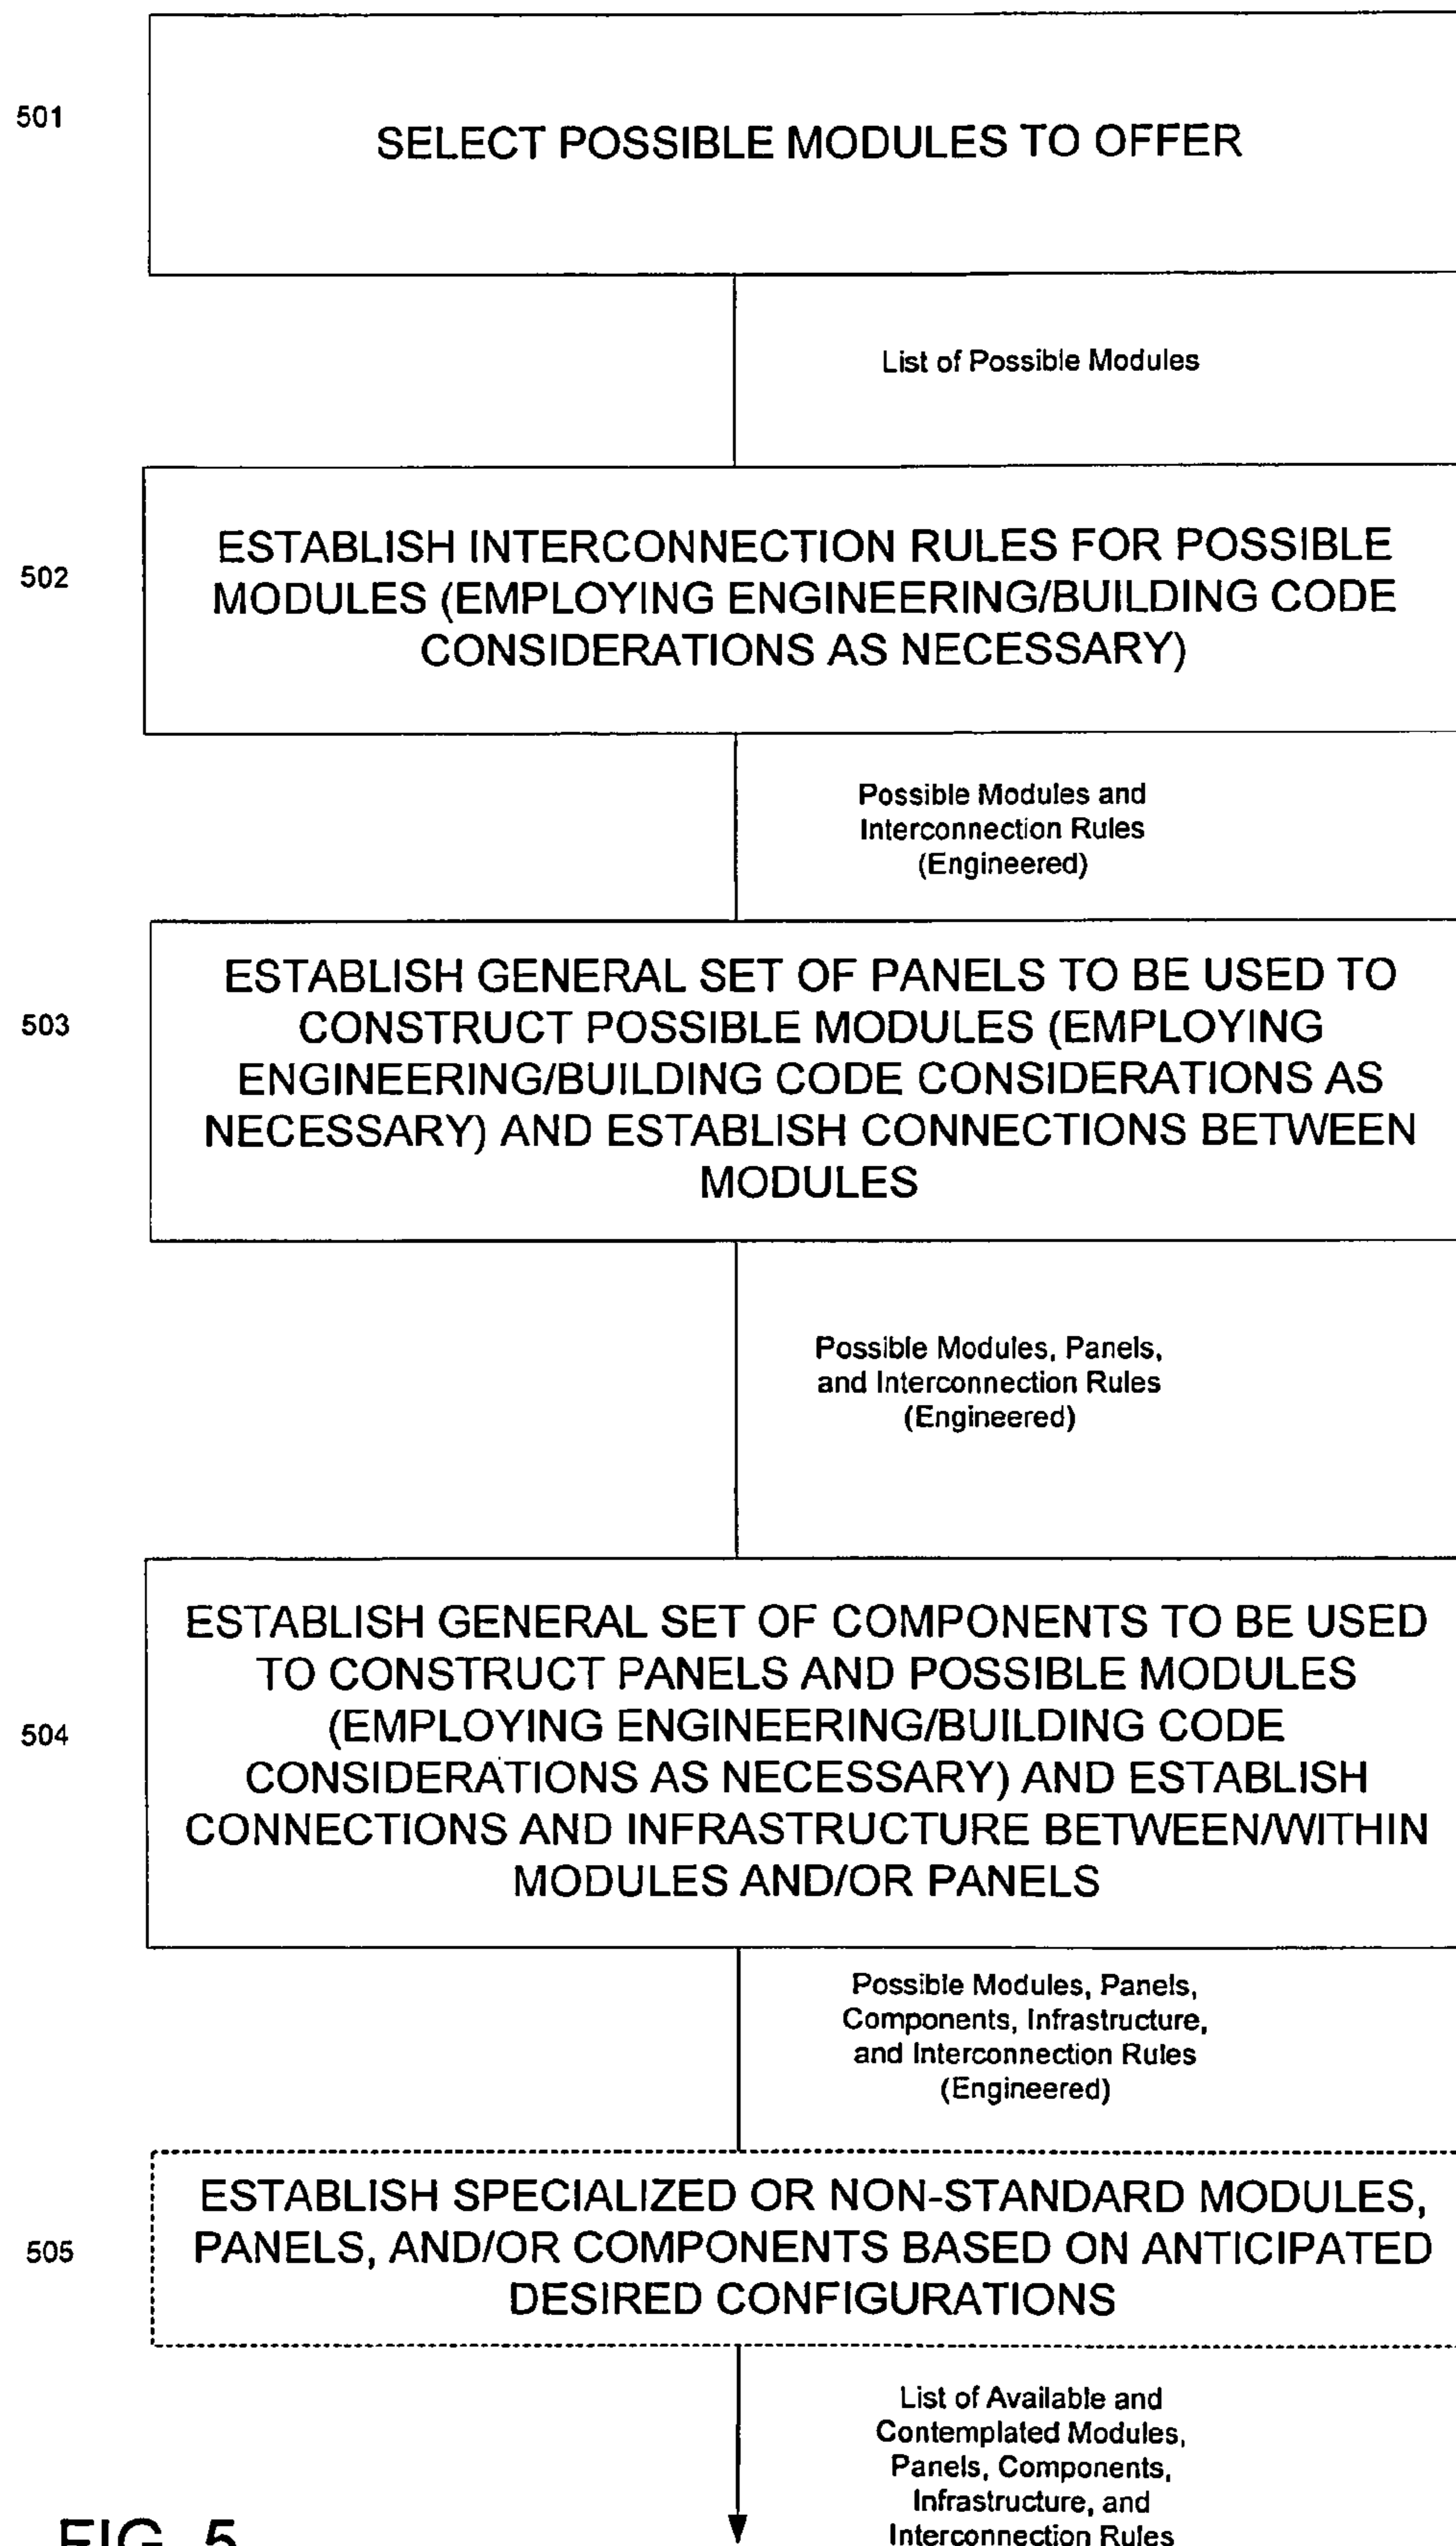 501
SELECT POSSIBLE MODULES TO OFFER
List of Possible Modules
502
ESTABLISH INTERCONNECTION RULES FOR POSSIBLE
MODULES (EMPLOYING ENGINEERING/BUILDING CODE
CONSIDERATIONS AS NECESSARY)
Possible Modules and
Interconnection Rules
(Engineered)
503
ESTABLISH GENERAL SET OF PANELS TO BE USED TO
CONSTRUCT POSSIBLE MODULES (EMPLOYING
ENGINEERING/BUILDING CODE CONSIDERATIONS AS
NECESSARY) AND ESTABLISH CONNECTIONS BETWEEN
MODULES
Possible Modules, Panels,
and Interconnection Rules
(Engineered)
504
ESTABLISH GENERAL SET OF COMPONENTS TO BE USED
TO CONSTRUCT PANELS AND POSSIBLE MODULES
(EMPLOYING ENGINEERING/BUILDING CODE
CONSIDERATIONS AS NECESSARY) AND ESTABLISH
CONNECTIONS AND INFRASTRUCTURE BETWEEN/WITHIN
MODULES AND/OR PANELS
Possible Modules, Panels,
Components, Infrastructure,
and Interconnection Rules
(Engineered)
505
ESTABLISH SPECIALIZED OR NON-STANDARD MODULES,
PANELS, AND/OR COMPONENTS BASED ON ANTICIPATED
DESIRED CONFIGURATIONS
List of Available and
Contemplated Modules,
Panels, Components,
Infrastructure, and
Interconnection Rules
FIG. 5